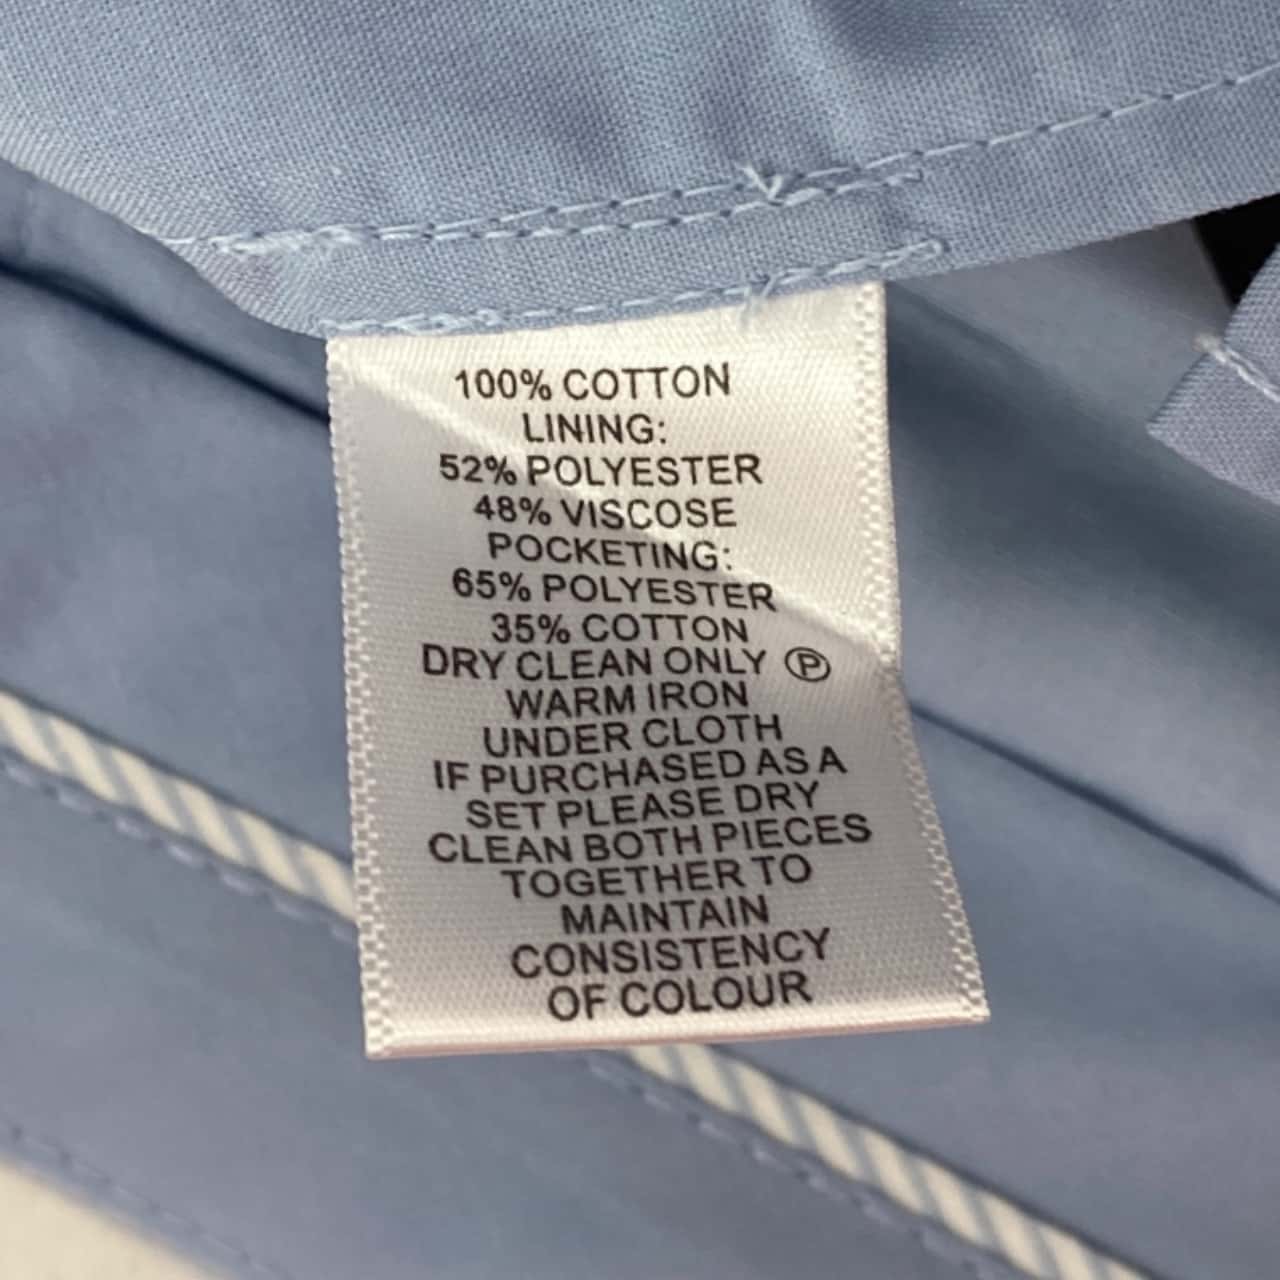 100% COTTON
LINING:
52% POLYESTER
48% VISCOSE
POCKETING:
65% POLYESTER
35% COTTON
DRY CLEAN ONLY Ⓟ
WARM IRON
UNDER CLOTH
IF PURCHASED AS A
SET PLEASE DRY
CLEAN BOTH PIECES
TOGETHER TO
MAINTAIN
CONSISTENCY
OF COLOUR